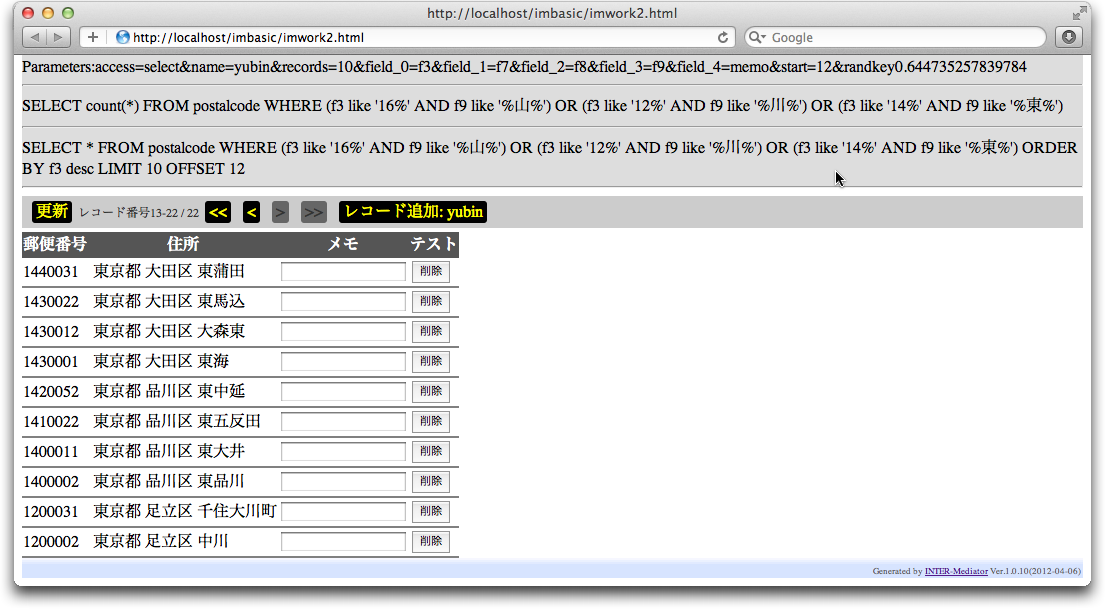 http://localhost/imbasic/imwork2.html
http://localhost/imbasic/imwork2.html Google
Parameters:access=select&name=yubin&records=10&field_0=f3&field_1=f7&field_2=f8&field_3=f9&field_4=memo&start=12&randkey0.644735257839784
SELECT count(*) FROM postalcode WHERE (f3 like '16%' AND f9 like '%山%') OR (f3 like '12%' AND f9 like '%川%') OR (f3 like '14%' AND f9 like '%東%')
SELECT * FROM postalcode WHERE (f3 like '16%' AND f9 like '%山%') OR (f3 like '12%' AND f9 like '%川%') OR (f3 like '14%' AND f9 like '%東%') ORDER
BY f3 desc LIMIT 10 OFFSET 12
更新 レコード番号13-22 / 22 << < > >> レコード追加: yubin
郵便番号 住所 メモ テスト
1440031 東京都 大田区 東蒲田 削除
1430022 東京都 大田区 東馬込 削除
1430012 東京都 大田区 大森東 削除
1430001 東京都 大田区 東海 削除
1420052 東京都 品川区 東中延 削除
1410022 東京都 品川区 東五反田 削除
1400011 東京都 品川区 東大井 削除
1400002 東京都 品川区 東品川 削除
1200031 東京都 足立区 千住大川町 削除
1200002 東京都 足立区 中川 削除
Generated by INTER-Mediator Ver.1.0.10(2012-04-06)